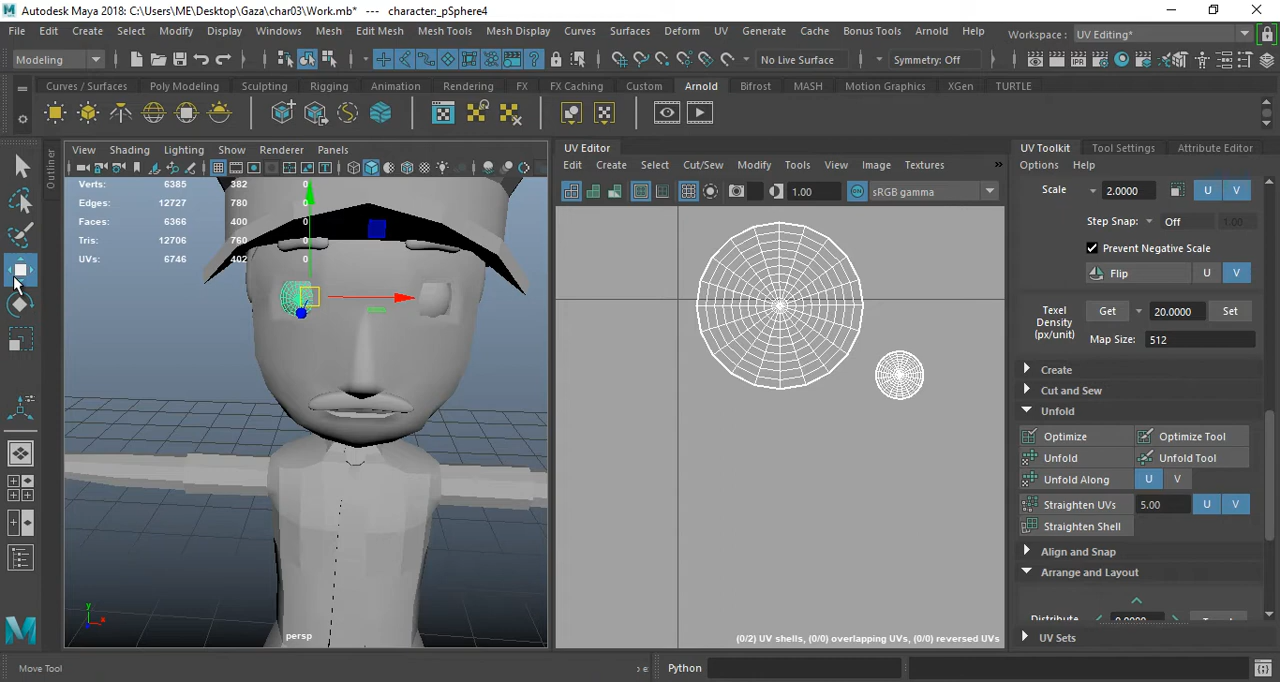 Autodesk Maya 2018: C:\Users\ME\Desktop\Gaza\char03\Work.mb* --- character:_pSphere4
File Edit Create Select Modify Display Windows Mesh Edit Mesh Mesh Tools Mesh Display Curves Surfaces Deform UV Generate Cache Bonus Tools Arnold Help Workspace : UV Editing*
Modeling No Live Surface Symmetry: Off
Curves / Surfaces Poly Modeling Sculpting Rigging Animation Rendering FX FX Caching Custom Arnold Bifrost MASH Motion Graphics XGen TURTLE
Outliner
View Shading Lighting Show Renderer Panels
Verts: 6385 382 0
Edges: 12727 780 0
Faces: 6366 400 0
Tris: 12706 760 0
UVs: 6746 402 0
y
x
persp
UV Editor
Edit Create Select Cut/Sew Modify Tools View Image Textures »
1.00 ON sRGB gamma
(0/2) UV shells, (0/0) overlapping UVs, (0/0) reversed UVs
UV Toolkit Tool Settings Attribute Editor
Options Help
Scale 2.0000 U V
Step Snap: Off 1.00
Prevent Negative Scale
Flip U V
Texel Density (px/unit) Get 20.0000 Set
Map Size: 512
Create
Cut and Sew
Unfold
Optimize Optimize Tool
Unfold Unfold Tool
Unfold Along U V
Straighten UVs 5.00 U V
Straighten Shell
Align and Snap
Arrange and Layout
Distribute 0.0000
UV Sets
Move Tool
Python